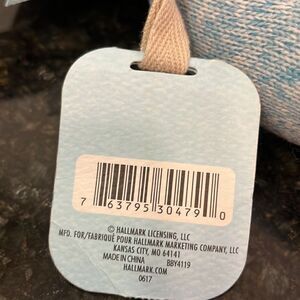 7 63795 30479 0
© HALLMARK LICENSING, LLC
MFD. FOR/FABRIQUÉ POUR HALLMARK MARKETING COMPANY, LLC
KANSAS CITY, MO 64141
MADE IN CHINA BBY4119
HALLMARK.COM
0617